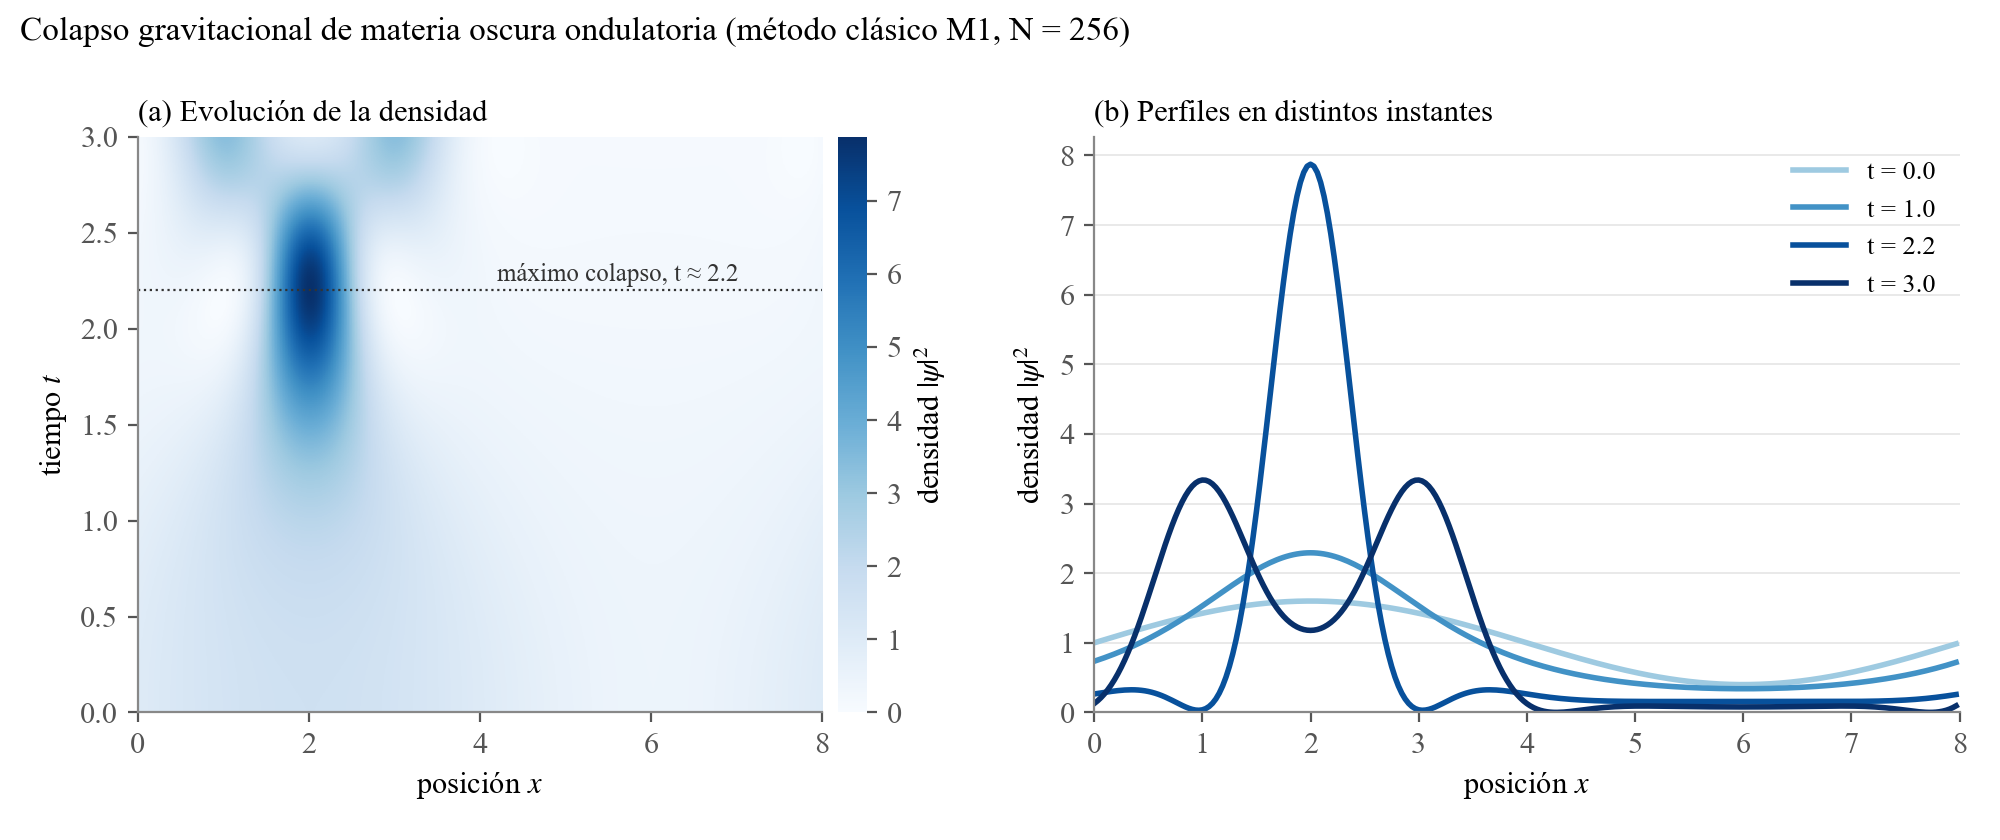 Colapso gravitacional de materia oscura ondulatoria (método clásico M1, N = 256)
(a) Evolución de la densidad
3.0
2.5
2.0
1.5
1.0
0.5
0.0
tiempo t
máximo colapso, t ≈ 2.2
0 2 4 6 8
posición x
7
6
5
4
3
2
1
0
densidad |ψ|²
(b) Perfiles en distintos instantes
8
7
6
5
4
3
2
1
0
densidad |ψ|²
t = 0.0
t = 1.0
t = 2.2
t = 3.0
0 1 2 3 4 5 6 7 8
posición x